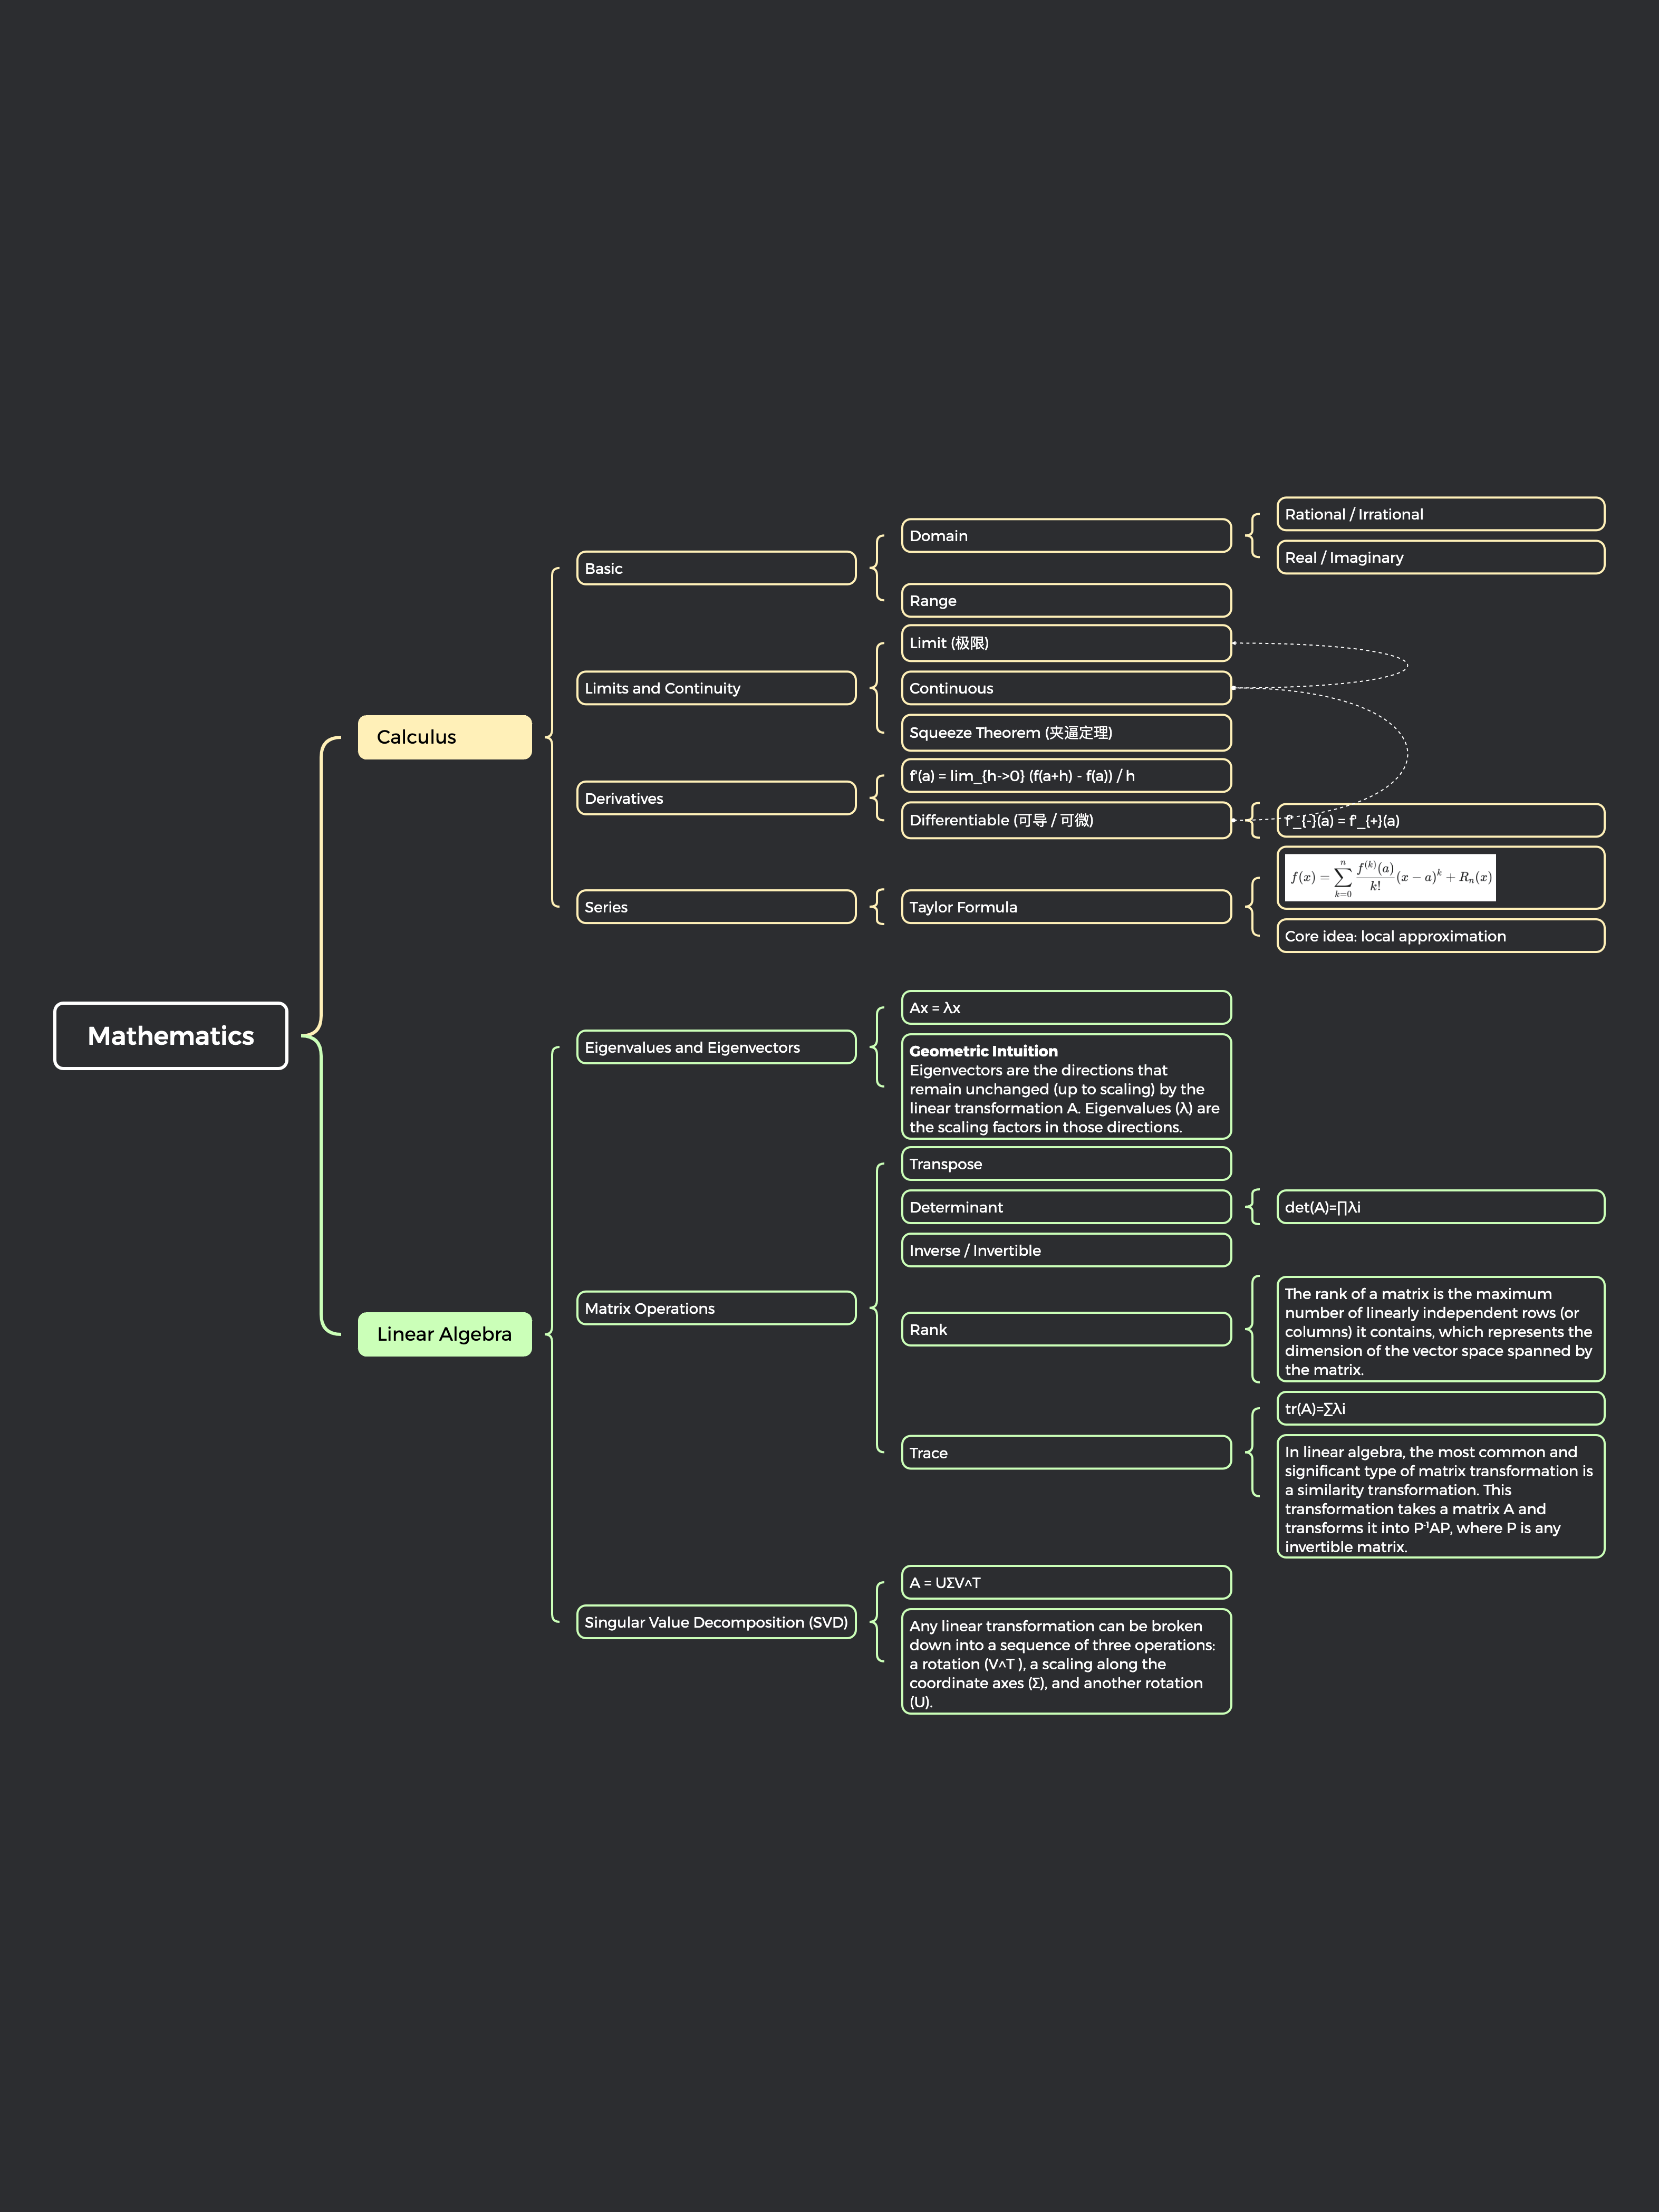 Mathematics
Calculus
Basic
Domain
Rational / Irrational
Real / Imaginary
Range
Limits and Continuity
Limit (极限)
Continuous
Squeeze Theorem (夹逼定理)
Derivatives
f'(a) = lim_{h->0} (f(a+h) - f(a)) / h
Differentiable (可导 / 可微)
f'_{-}(a) = f'_{+}(a)
Series
Taylor Formula
f(x) = \sum_{k=0}^{n} \frac{f^{(k)}(a)}{k!}(x − a)^k + R_n(x)
Core idea: local approximation
Linear Algebra
Eigenvalues and Eigenvectors
Ax = λx
Geometric Intuition
Eigenvectors are the directions that
remain unchanged (up to scaling) by the
linear transformation A. Eigenvalues (λ) are
the scaling factors in those directions.
Matrix Operations
Transpose
Determinant
det(A)=∏λi
Inverse / Invertible
Rank
The rank of a matrix is the maximum
number of linearly independent rows (or
columns) it contains, which represents the
dimension of the vector space spanned by
the matrix.
Trace
tr(A)=∑λi
In linear algebra, the most common and
significant type of matrix transformation is
a similarity transformation. This
transformation takes a matrix A and
transforms it into P⁻¹AP, where P is any
invertible matrix.
Singular Value Decomposition (SVD)
A = UΣV^T
Any linear transformation can be broken
down into a sequence of three operations:
a rotation (V^T ), a scaling along the
coordinate axes (Σ), and another rotation
(U).